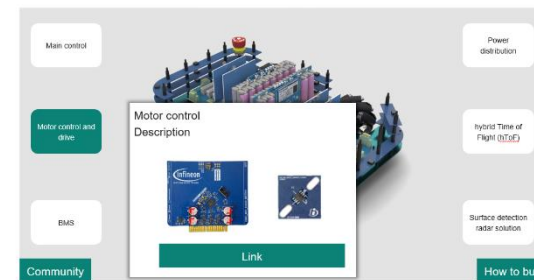 Main control
Motor control and
drive
BMS
Community
Motor control
Description
infineon
Link
Power
distribution
hybrid Time of
Flight (hToF)
Surface detection
radar solution
How to bu